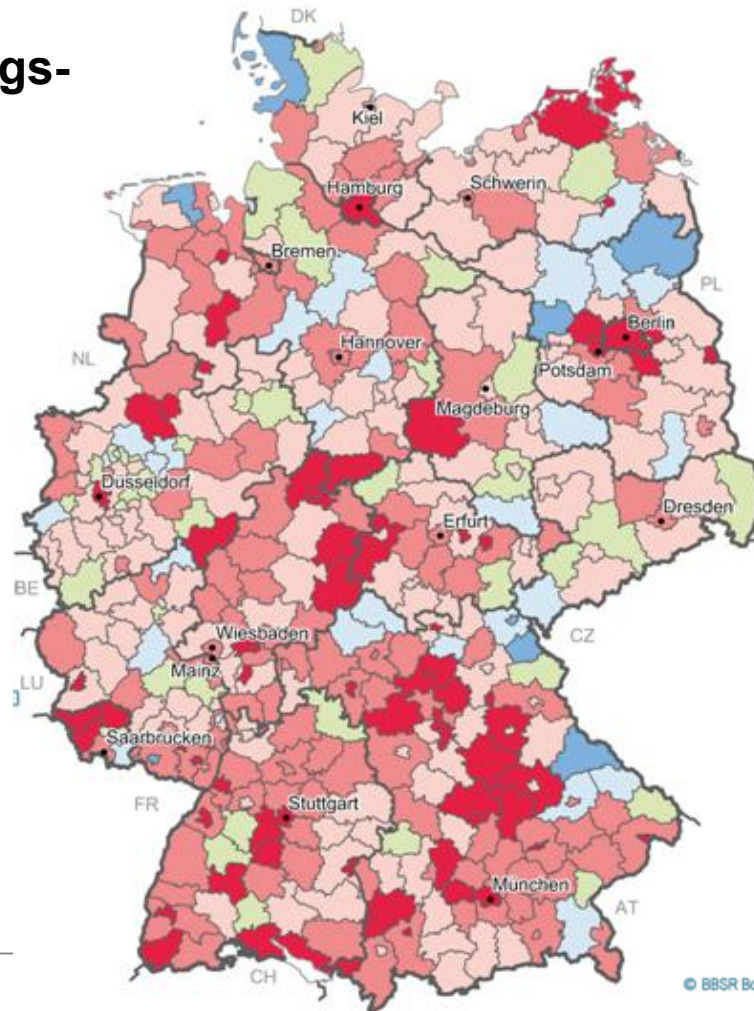 gs-
DK
Kiel
Hamburg
Schwerin
Bremen
PL
Berlin
Hannover
NL
Potsdam
Magdeburg
Düsseldorf
Dresden
Erfurt
BE
Wiesbaden
CZ
Mainz
LU
Saarbrücken
FR
Stuttgart
München
AT
CH
© BBSR Bo